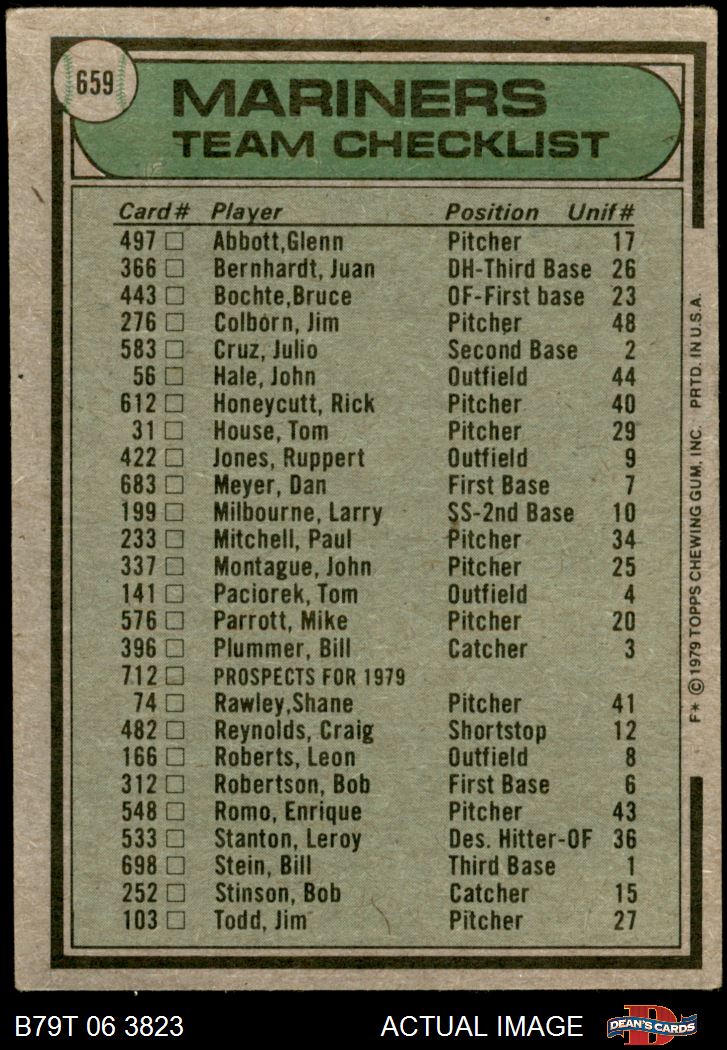 659
MARINERS
TEAM CHECKLIST
Card# Player Position Unif#
497 □ Abbott,Glenn Pitcher 17
366 □ Bernhardt, Juan DH-Third Base 26
443 □ Bochte,Bruce OF-First base 23
276 □ Colborn, Jim Pitcher 48
583 □ Cruz, Julio Second Base 2
56 □ Hale, John Outfield 44
612 □ Honeycutt, Rick Pitcher 40
31 □ House, Tom Pitcher 29
422 □ Jones, Ruppert Outfield 9
683 □ Meyer, Dan First Base 7
199 □ Milbourne, Larry SS-2nd Base 10
233 □ Mitchell, Paul Pitcher 34
337 □ Montague, John Pitcher 25
141 □ Paciorek, Tom Outfield 4
576 □ Parrott, Mike Pitcher 20
396 □ Plummer, Bill Catcher 3
712 □ PROSPECTS FOR 1979
74 □ Rawley,Shane Pitcher 41
482 □ Reynolds, Craig Shortstop 12
166 □ Roberts, Leon Outfield 8
312 □ Robertson, Bob First Base 6
548 □ Romo, Enrique Pitcher 43
533 □ Stanton, Leroy Des. Hitter-OF 36
698 □ Stein, Bill Third Base 1
252 □ Stinson, Bob Catcher 15
103 □ Todd, Jim Pitcher 27
F* © 1979 TOPPS CHEWING GUM, INC. PRTD. IN U.S.A.
B79T 06 3823 ACTUAL IMAGE DEAN'S CARDS